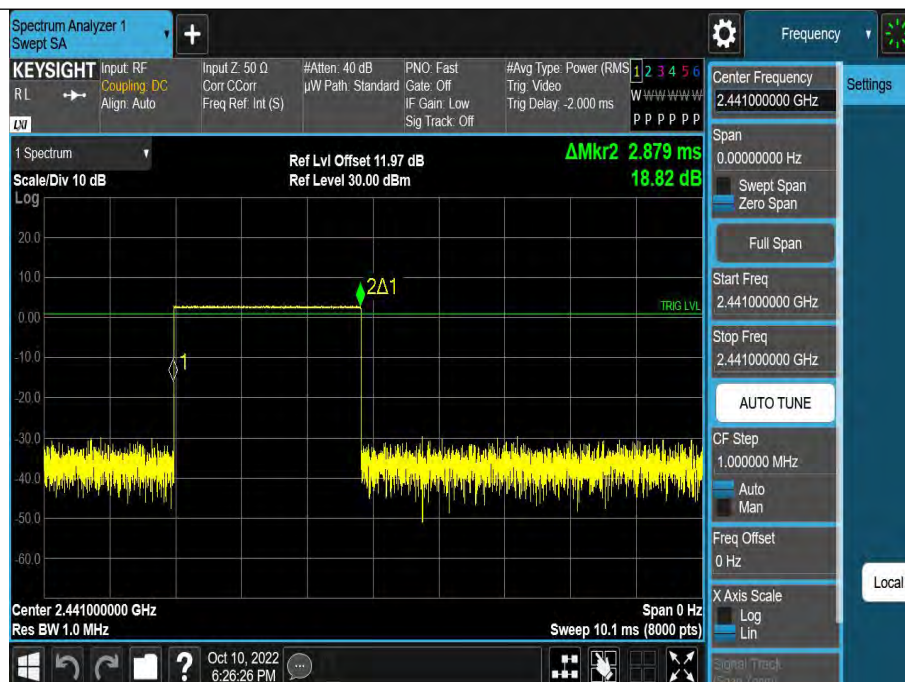 Spectrum Analyzer 1
Swept SA
Frequency
KEYSIGHT
RL
LXI
Input: RF
Coupling: DC
Align: Auto
Input Z: 50 Ω
Corr CCorr
Freq Ref: Int (S)
#Atten: 40 dB
µW Path: Standard
PNO: Fast
Gate: Off
IF Gain: Low
Sig Track: Off
#Avg Type: Power (RMS
Trig: Video
Trig Delay: -2.000 ms
1 2 3 4 5 6
W W W W W W
P P P P P P
1 Spectrum
Scale/Div 10 dB
Log
Ref Lvl Offset 11.97 dB
Ref Level 30.00 dBm
ΔMkr2 2.879 ms
18.82 dB
20.0
10.0
0.00
-10.0
-20.0
-30.0
-40.0
-50.0
-60.0
2Δ1
1
TRIG LVL
Center 2.441000000 GHz
Res BW 1.0 MHz
Span 0 Hz
Sweep 10.1 ms (8000 pts)
Oct 10, 2022
6:26:26 PM
?
Center Frequency
2.441000000 GHz
Settings
Span
0.00000000 Hz
Swept Span
Zero Span
Full Span
Start Freq
2.441000000 GHz
Stop Freq
2.441000000 GHz
AUTO TUNE
CF Step
1.000000 MHz
Auto
Man
Freq Offset
0 Hz
Local
X Axis Scale
Log
Lin
Signal Track
(Span Zoom)